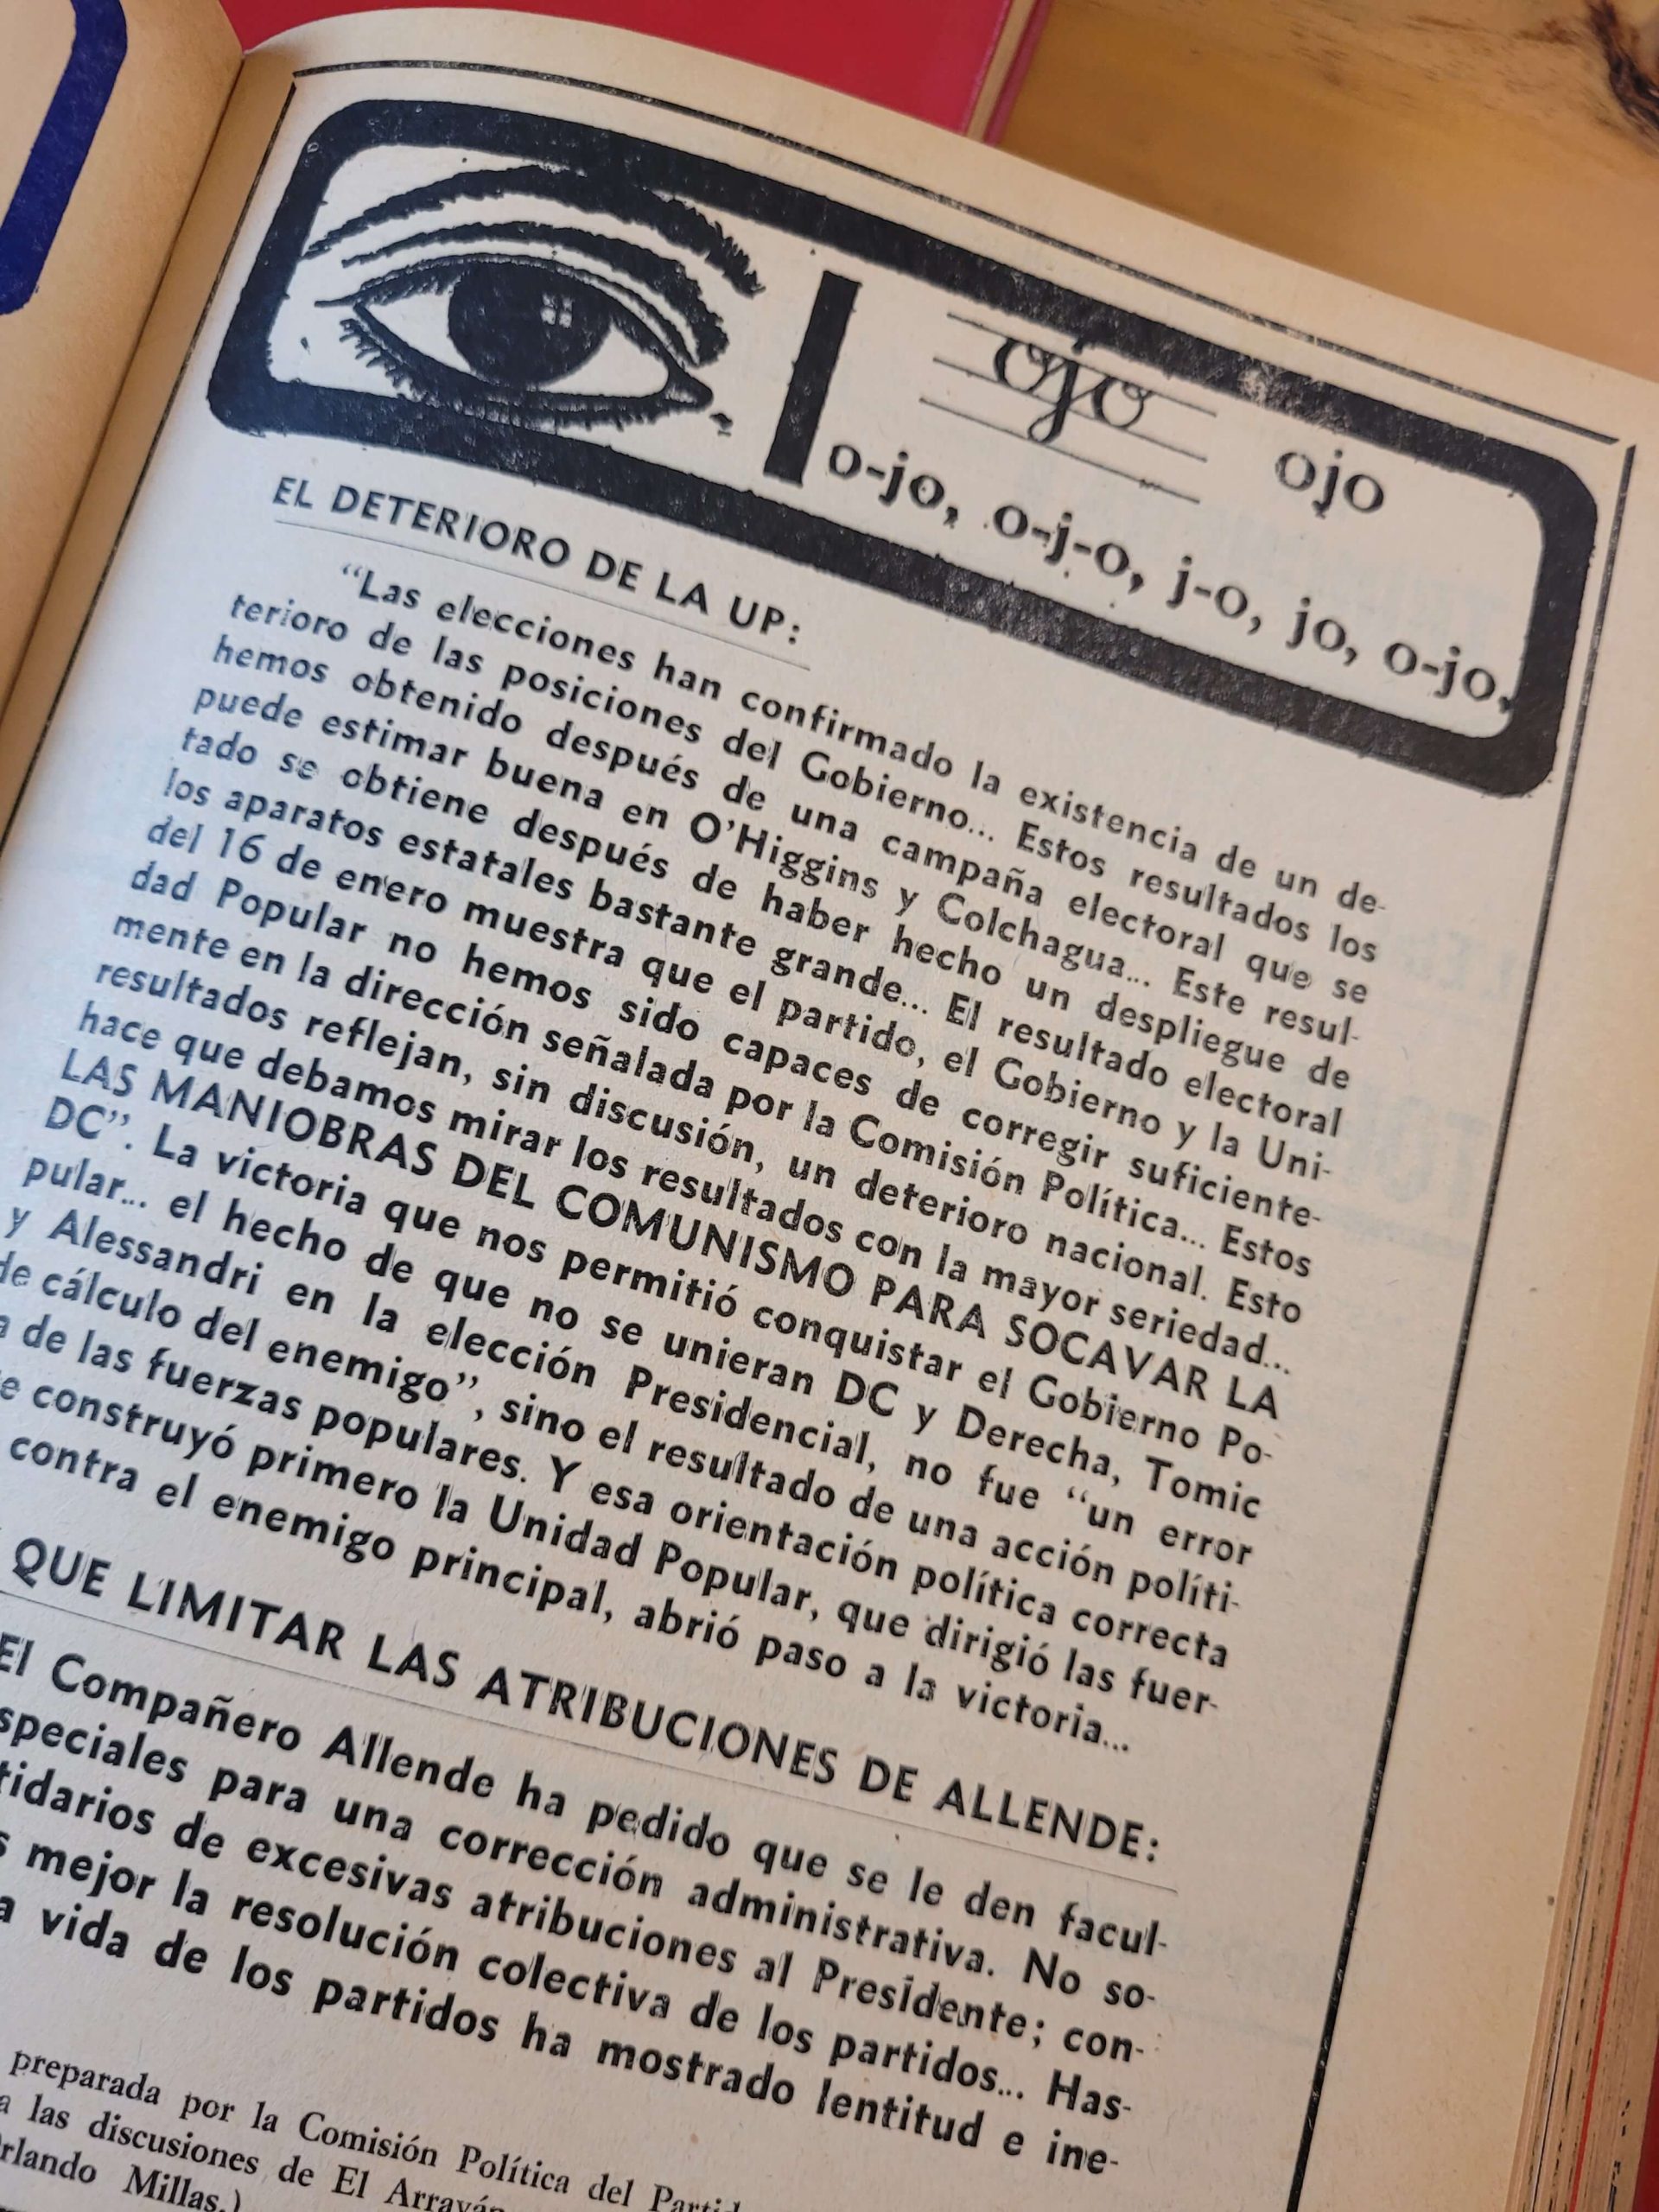 ojo
ojo
o-jo, o-j-o, j-o, jo, o-jo,
EL DETERIORO DE LA UP:
“Las elecciones han confirmado la existencia de un de-
terioro de las posiciones del Gobierno... Estos resultados los
hemos obtenido después de una campaña electoral que se
puede estimar buena en O’Higgins y Colchagua... Este resul-
tado se obtiene después de haber hecho un despliegue de
los aparatos estatales bastante grande... El resultado electoral
del 16 de enero muestra que el partido, el Gobierno y la Uni-
dad Popular no hemos sido capaces de corregir suficiente-
mente en la dirección señalada por la Comisión Política... Estos
resultados reflejan, sin discusión, un deterioro nacional. Esto
hace que debamos mirar los resultados con la mayor seriedad...
LAS MANIOBRAS DEL COMUNISMO PARA SOCAVAR LA
DC”. La victoria que nos permitió conquistar el Gobierno Po-
pular... el hecho de que no se unieran DC y Derecha, Tomic
y Alessandri en la elección Presidencial, no fue “un error
de cálculo del enemigo”, sino el resultado de una acción políti-
de las fuerzas populares. Y esa orientación política correcta
construyó primero la Unidad Popular, que dirigió las fuer-
contra el enemigo principal, abrió paso a la victoria...
QUE LIMITAR LAS ATRIBUCIONES DE ALLENDE:
El Compañero Allende ha pedido que se le den facul-
speciales para una corrección administrativa. No so-
tidarios de excesivas atribuciones al Presidente; con-
mejor la resolución colectiva de los partidos... Has-
a vida de los partidos ha mostrado lentitud e ine-
preparada por la Comisión Política del Partid
a las discusiones de El Arrayán
rlando Millas.)